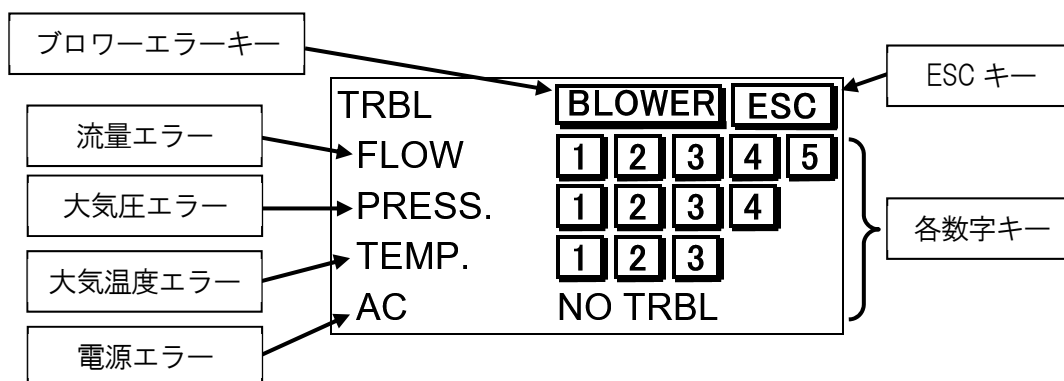 ブロワーエラーキー
ESC キー
流量エラー
大気圧エラー
大気温度エラー
電源エラー
TRBL BLOWER ESC
FLOW 1 2 3 4 5
PRESS. 1 2 3 4
TEMP. 1 2 3
AC NO TRBL
各数字キー